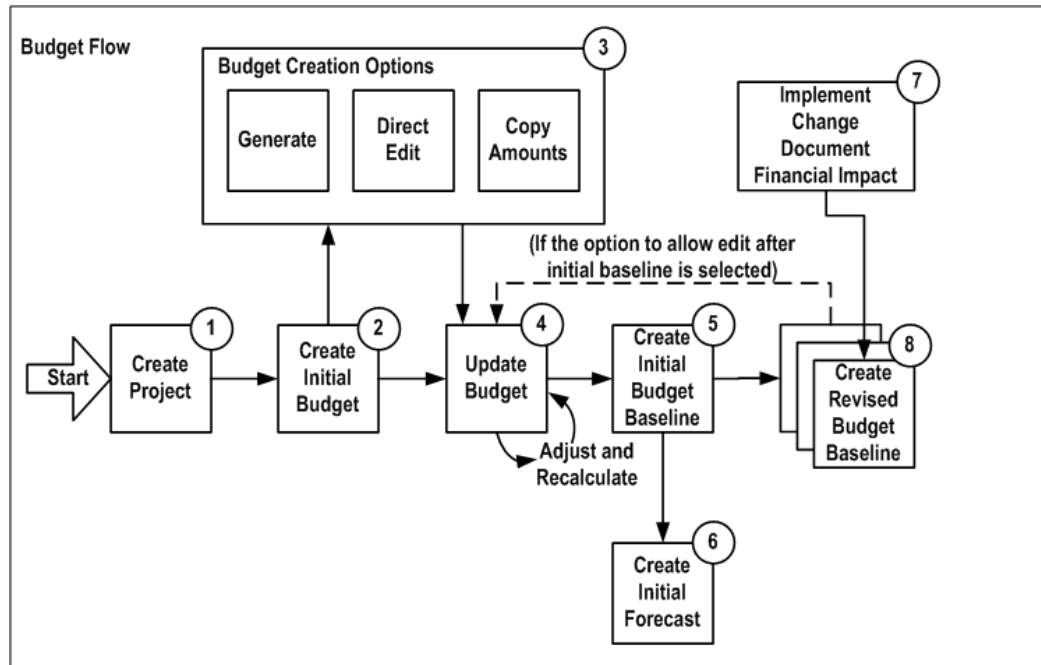 Budget Flow
3
Budget Creation Options
Generate
Direct
Edit
Copy
Amounts
7
Implement
Change
Document
Financial Impact
(If the option to allow edit after
initial baseline is selected)
Start
1
Create
Project
2
Create
Initial
Budget
4
Update
Budget
Adjust and
Recalculate
5
Create
Initial
Budget
Baseline
8
Create
Revised
Budget
Baseline
6
Create
Initial
Forecast